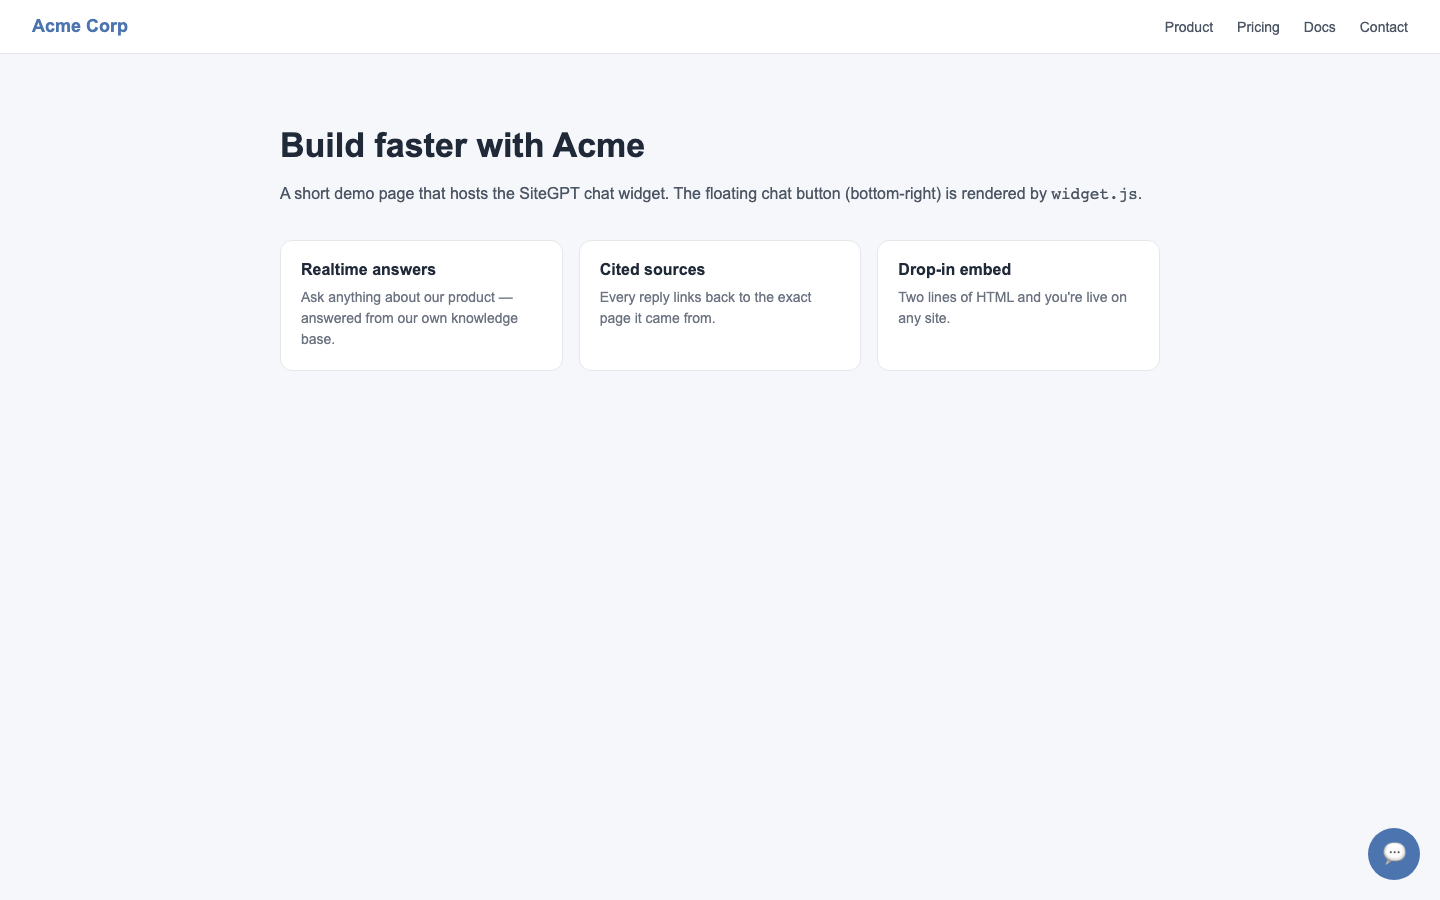 Acme Corp
Product
Pricing
Docs
Contact
Build faster with Acme
A short demo page that hosts the SiteGPT chat widget. The floating chat button (bottom-right) is rendered by widget.js.
Realtime answers
Ask anything about our product —
answered from our own knowledge
base.
Cited sources
Every reply links back to the exact
page it came from.
Drop-in embed
Two lines of HTML and you're live on
any site.